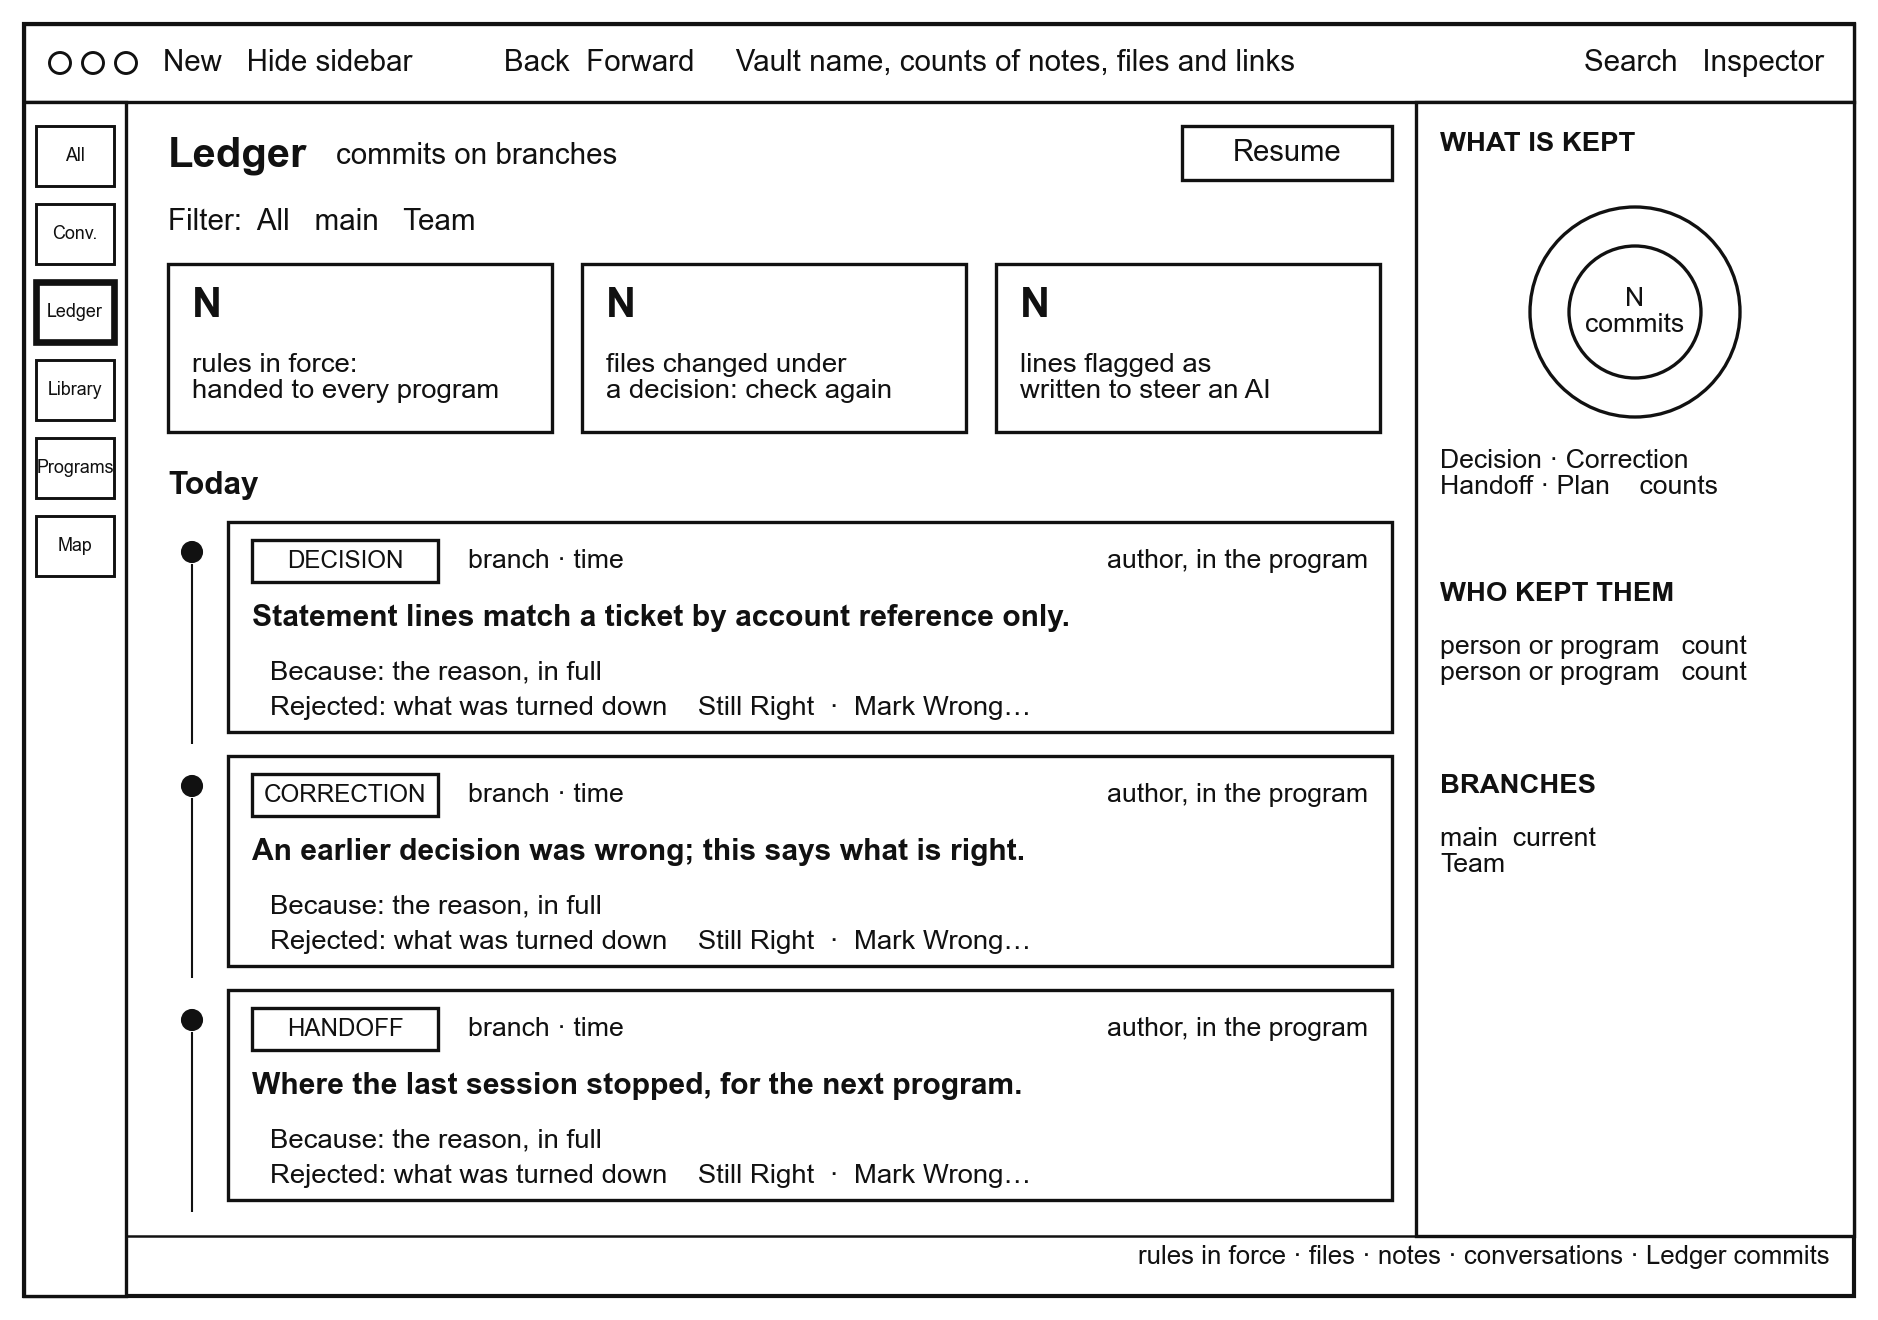 New Hide sidebar Back Forward Vault name, counts of notes, files and links Search Inspector
All
Conv.
Ledger
Library
Programs
Map
Ledger commits on branches
Resume
Filter: All main Team
N
rules in force:
handed to every program
N
files changed under
a decision: check again
N
lines flagged as
written to steer an AI
Today
DECISION branch · time author, in the program
Statement lines match a ticket by account reference only.
Because: the reason, in full
Rejected: what was turned down Still Right · Mark Wrong…
CORRECTION branch · time author, in the program
An earlier decision was wrong; this says what is right.
Because: the reason, in full
Rejected: what was turned down Still Right · Mark Wrong…
HANDOFF branch · time author, in the program
Where the last session stopped, for the next program.
Because: the reason, in full
Rejected: what was turned down Still Right · Mark Wrong…
WHAT IS KEPT
N
commits
Decision · Correction
Handoff · Plan counts
WHO KEPT THEM
person or program count
person or program count
BRANCHES
main current
Team
rules in force · files · notes · conversations · Ledger commits